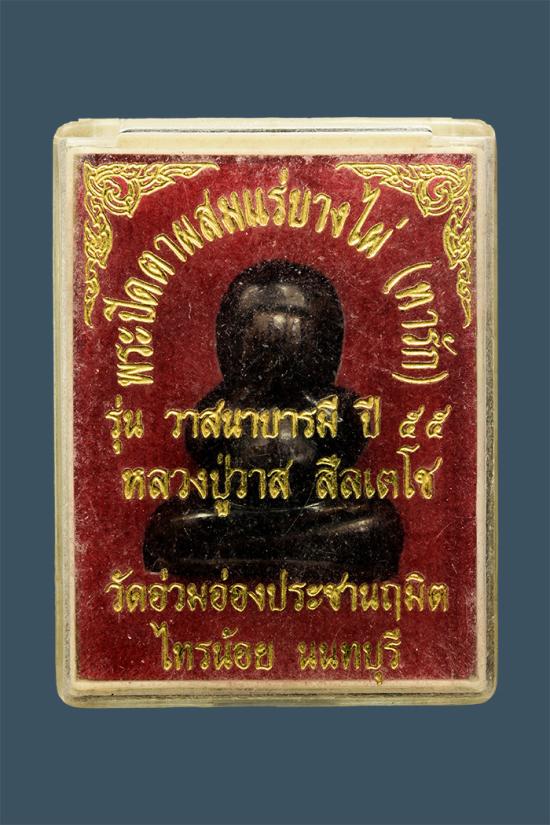 พระปิดตาผสมแร่บางไผ่ (ทารัก)
รุ่น วาสนาบารมี ปี ๕๕
หลวงปู่วาส สีลเตโช
วัดอ่วมอ่องประชานฤมิต
ไทรน้อย นนทบุรี